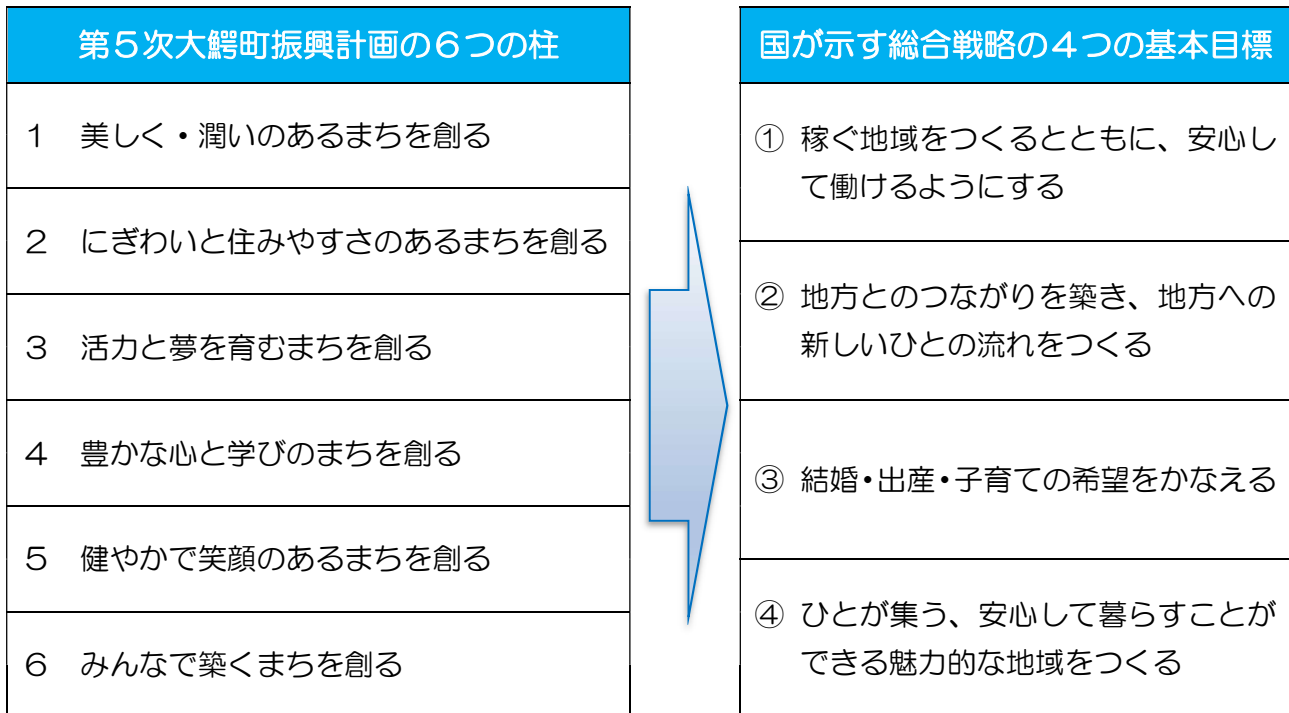 第５次大鰐町振興計画の６つの柱
１　美しく・潤いのあるまちを創る
２　にぎわいと住みやすさのあるまちを創る
３　活力と夢を育むまちを創る
４　豊かな心と学びのまちを創る
５　健やかで笑顔のあるまちを創る
６　みんなで築くまちを創る
国が示す総合戦略の４つの基本目標
① 稼ぐ地域をつくるとともに、安心し
て働けるようにする
② 地方とのつながりを築き、地方への
新しいひとの流れをつくる
③ 結婚・出産・子育ての希望をかなえる
④ ひとが集う、安心して暮らすことが
できる魅力的な地域をつくる